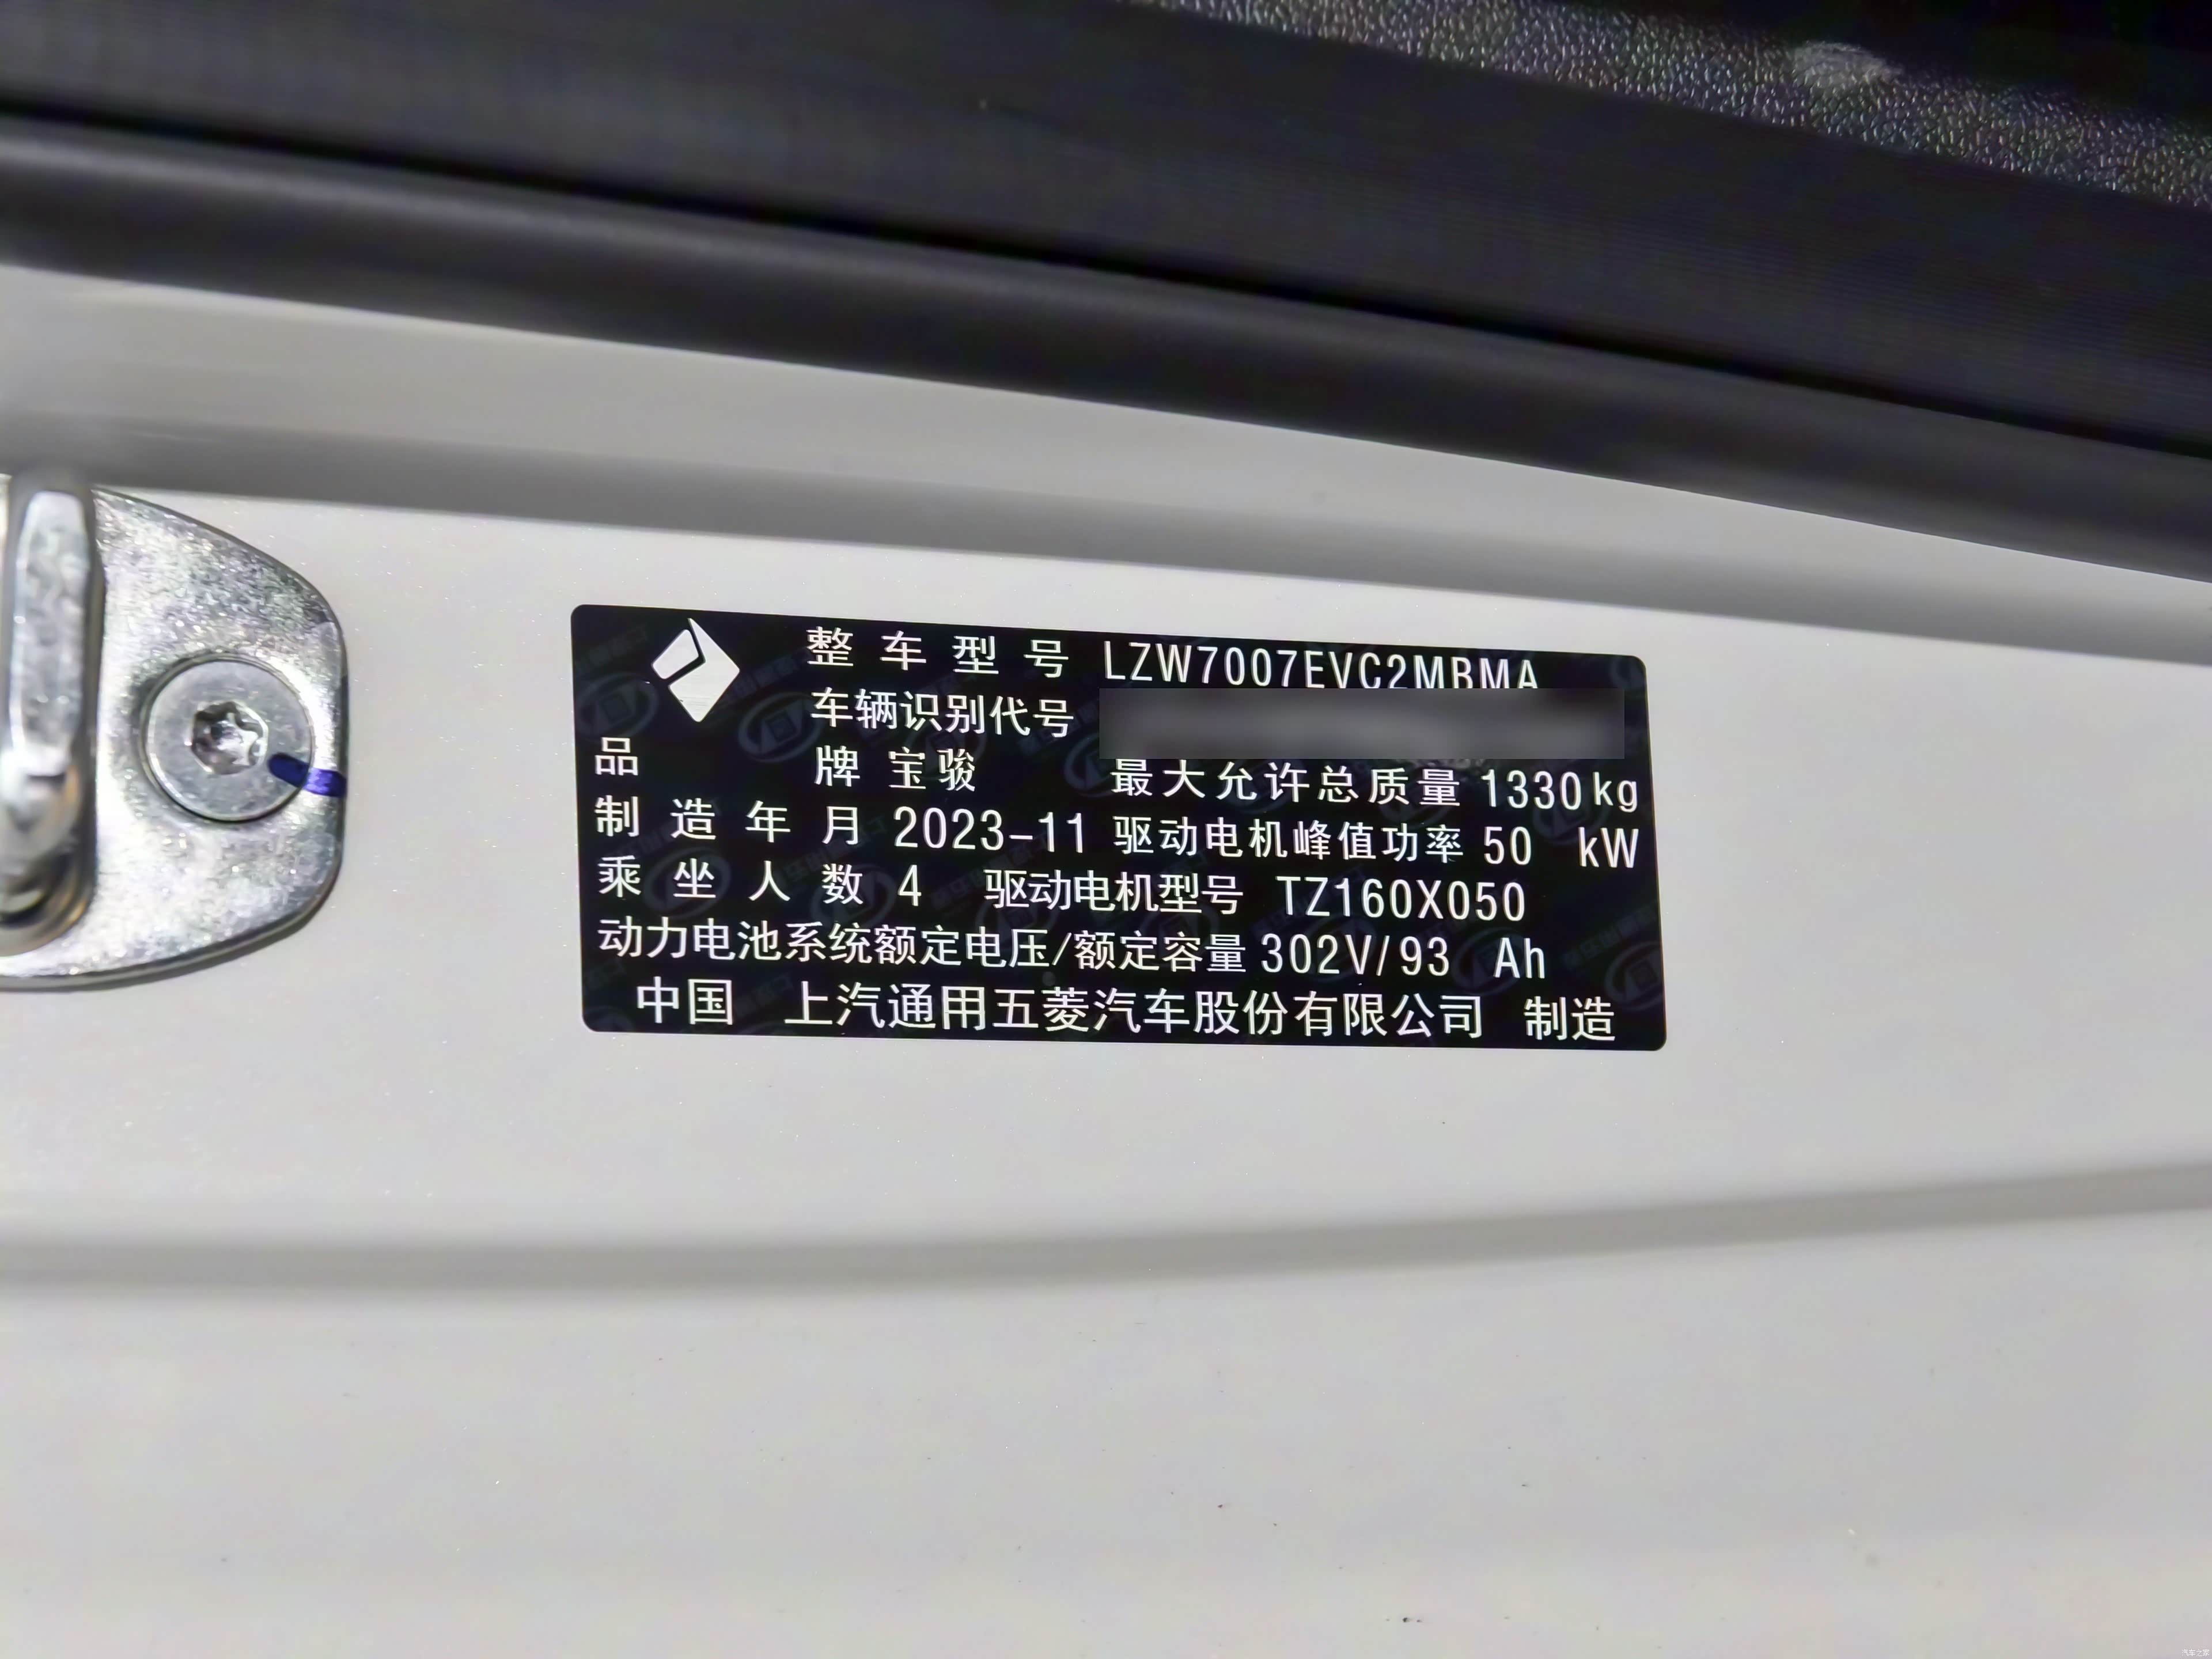 整车型号 LZW7007EVC2MBMA
车辆识别代号
品牌 宝骏 最大允许总质量 1330kg
制造年月 2023-11 驱动电机峰值功率 50 kW
乘坐人数 4 驱动电机型号 TZ160X050
动力电池系统额定电压/额定容量 302V/93 Ah
中国 上汽通用五菱汽车股份有限公司 制造
汽车之家